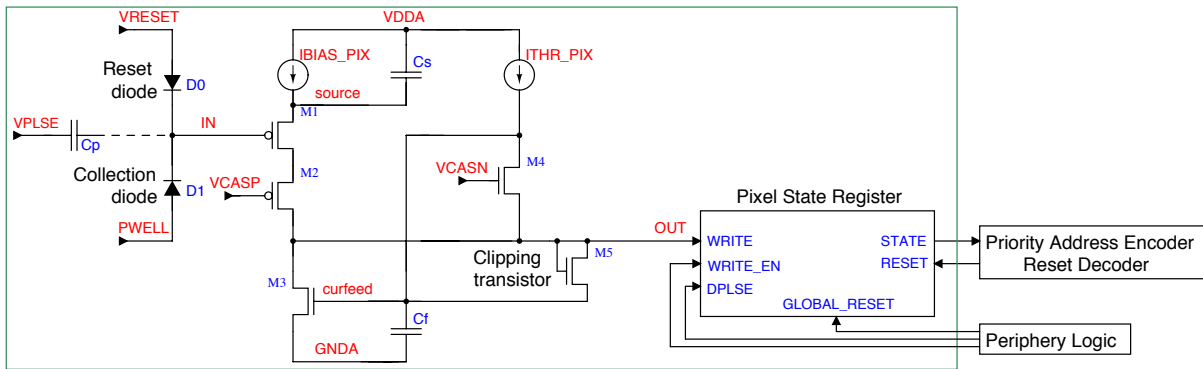 VRESET
VDDA
IBIAS_PIX
ITHR_PIX
Reset
diode
D0
Cs
source
M1
VPLSE
Cp
IN
Collection
diode
D1
M2
VCASP
VCASN
M4
PWELL
Pixel State Register
OUT
WRITE
STATE
WRITE_EN
RESET
DPLSE
GLOBAL_RESET
Priority Address Encoder
Reset Decoder
Clipping
transistor
M5
M3
curfeed
Cf
GNDA
Periphery Logic